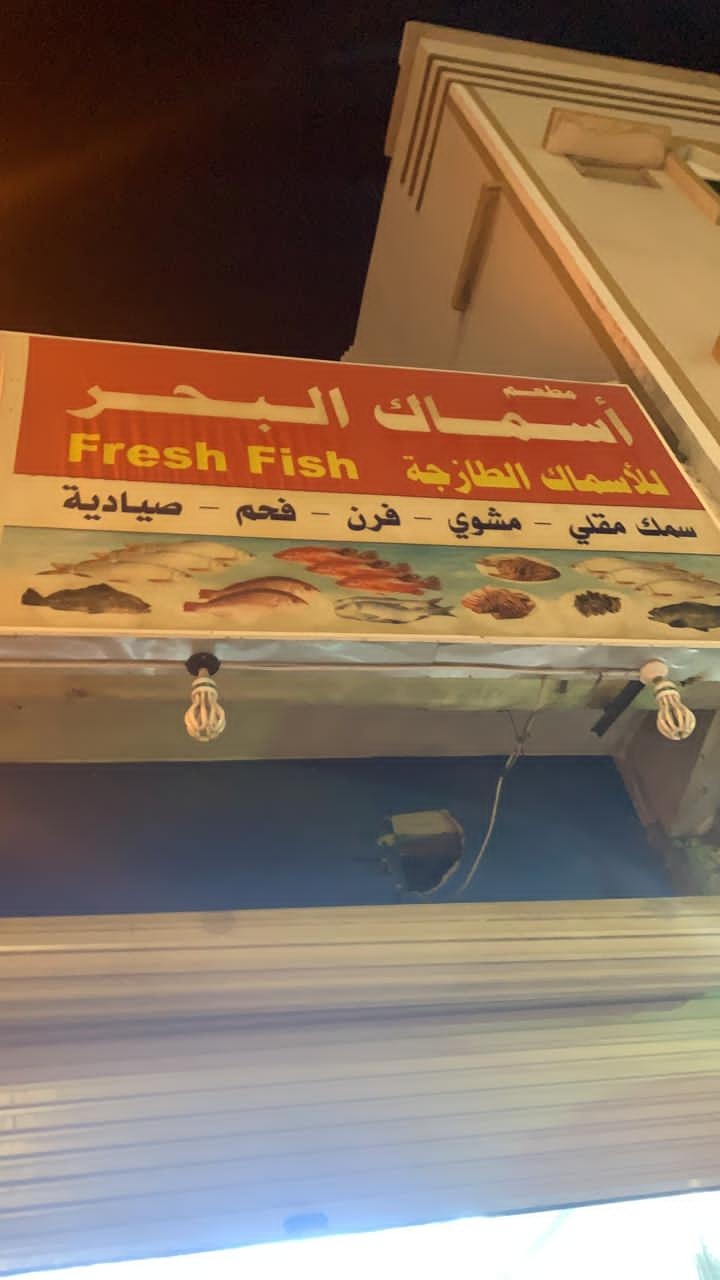 مطعم
أسماك البحر
للأسماك الطازجة Fresh Fish
سمك مقلي - مشوي - فرن - فحم - صيادية